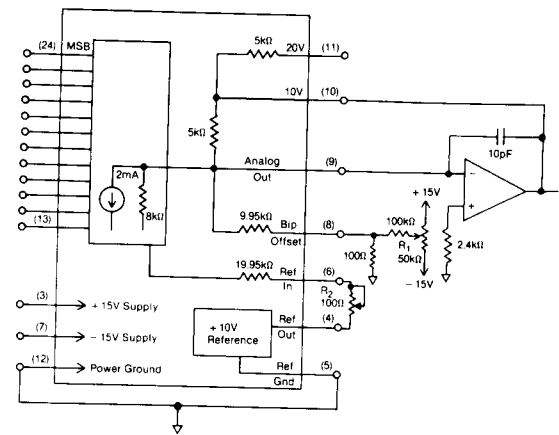 (24)
MSB
5kΩ
20V
(11)
10V
(10)
5kΩ
10pF
Analog
Out
(9)
2mA
8kΩ
+ 15V
9.95kΩ
Bip
Offset
(8)
100kΩ
R1
50kΩ
2.4kΩ
(13)
100Ω
- 15V
19.95kΩ
Ref
In
(6)
R2
100Ω
(3)
+ 15V Supply
+ 10V
Reference
Ref
Out
(4)
(7)
- 15V Supply
(12)
Power Ground
Ref
Gnd
(5)
-
+